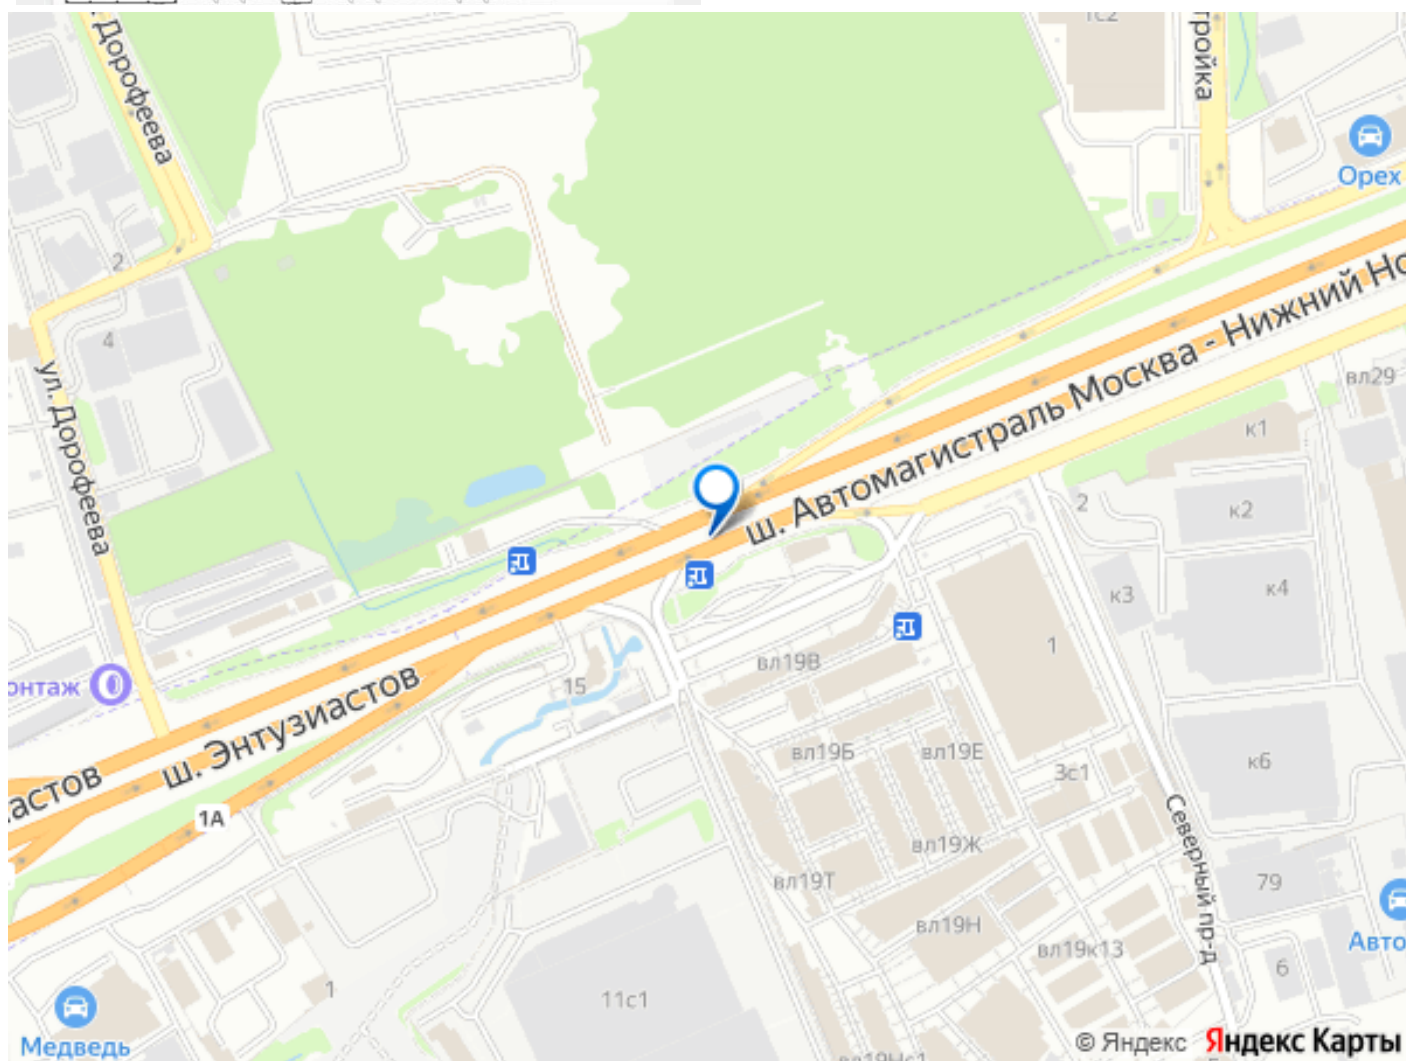 1с2
Дорофеева
тройка
Орех
2
4
ш. Автомагистраль Москва - Нижний Но
ул. Дорофеева
вл29
к1
2
к2
к3
к4
1
вл19В
онтаж
15
ш. Энтузиастов
астов
вл19Б
вл19Е
3с1
к6
1А
вл19Ж
Северный пр-д
вл19Т
79
вл19Н
Авто
вл19к13
6
1
11с1
Медведь
вл19Нс1
© Яндекс Яндекс Карты